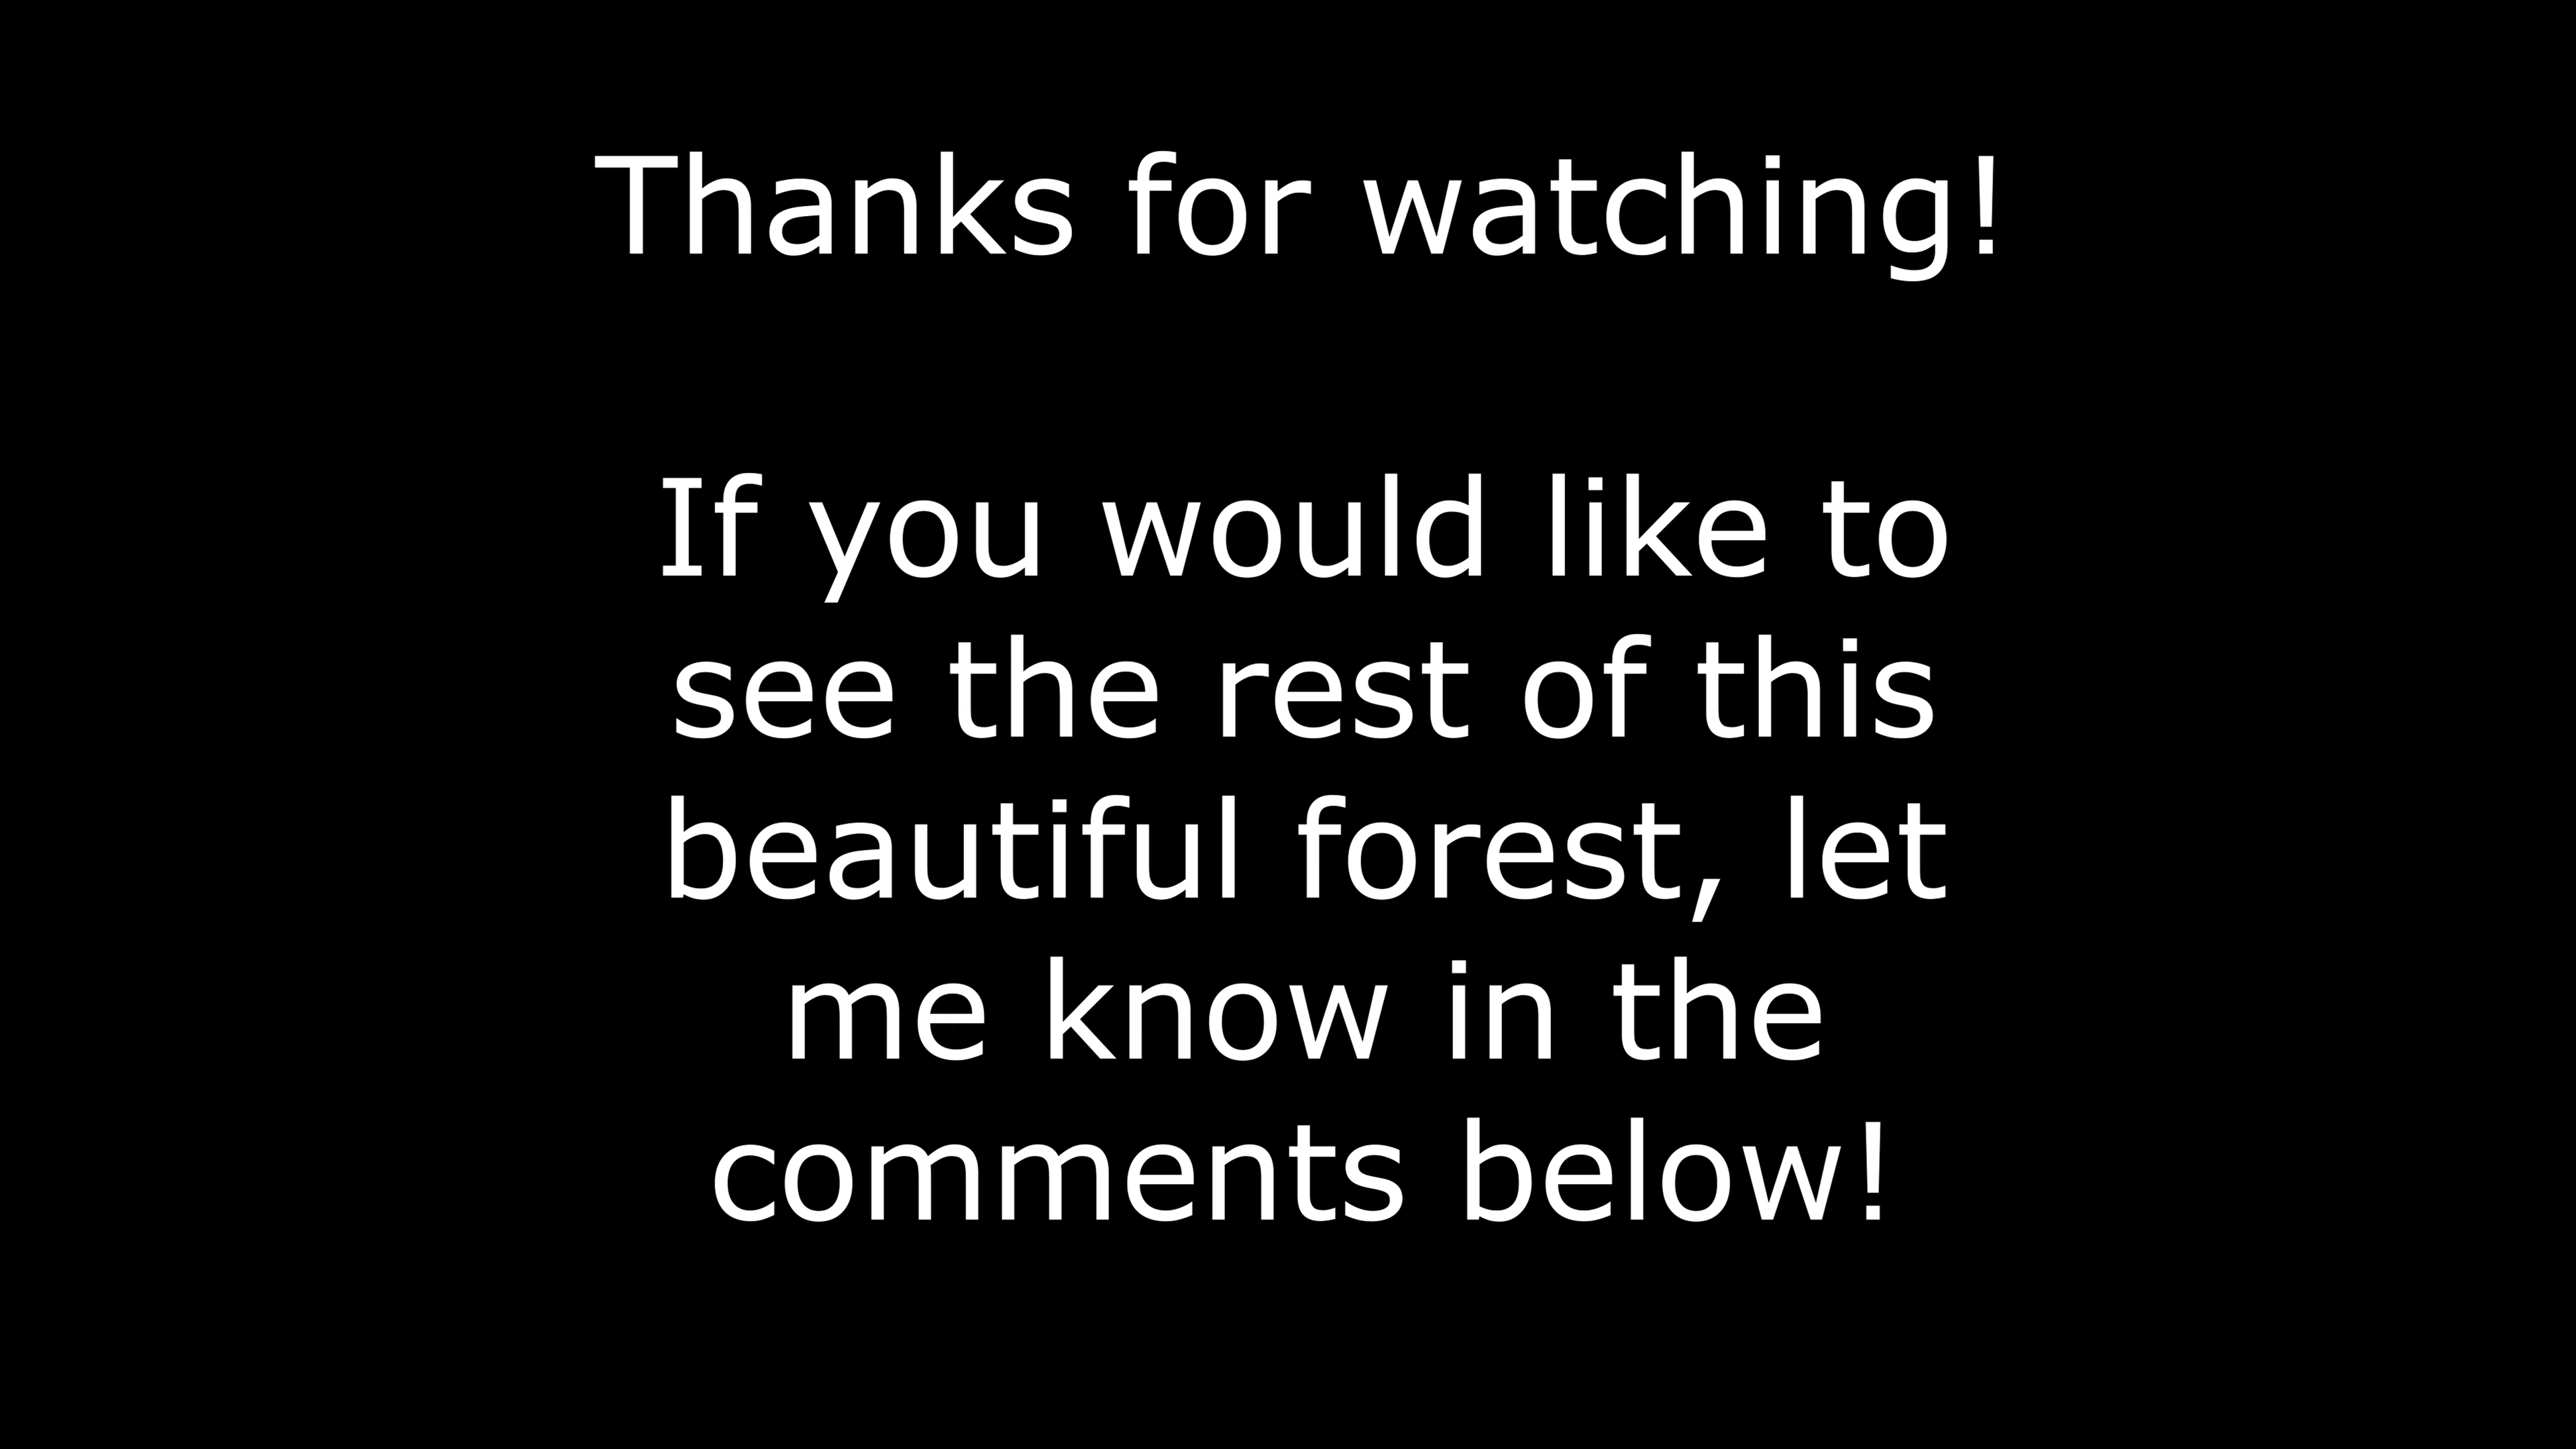 Thanks for watching!
If you would like to
see the rest of this
beautiful forest, let
me know in the
comments below!